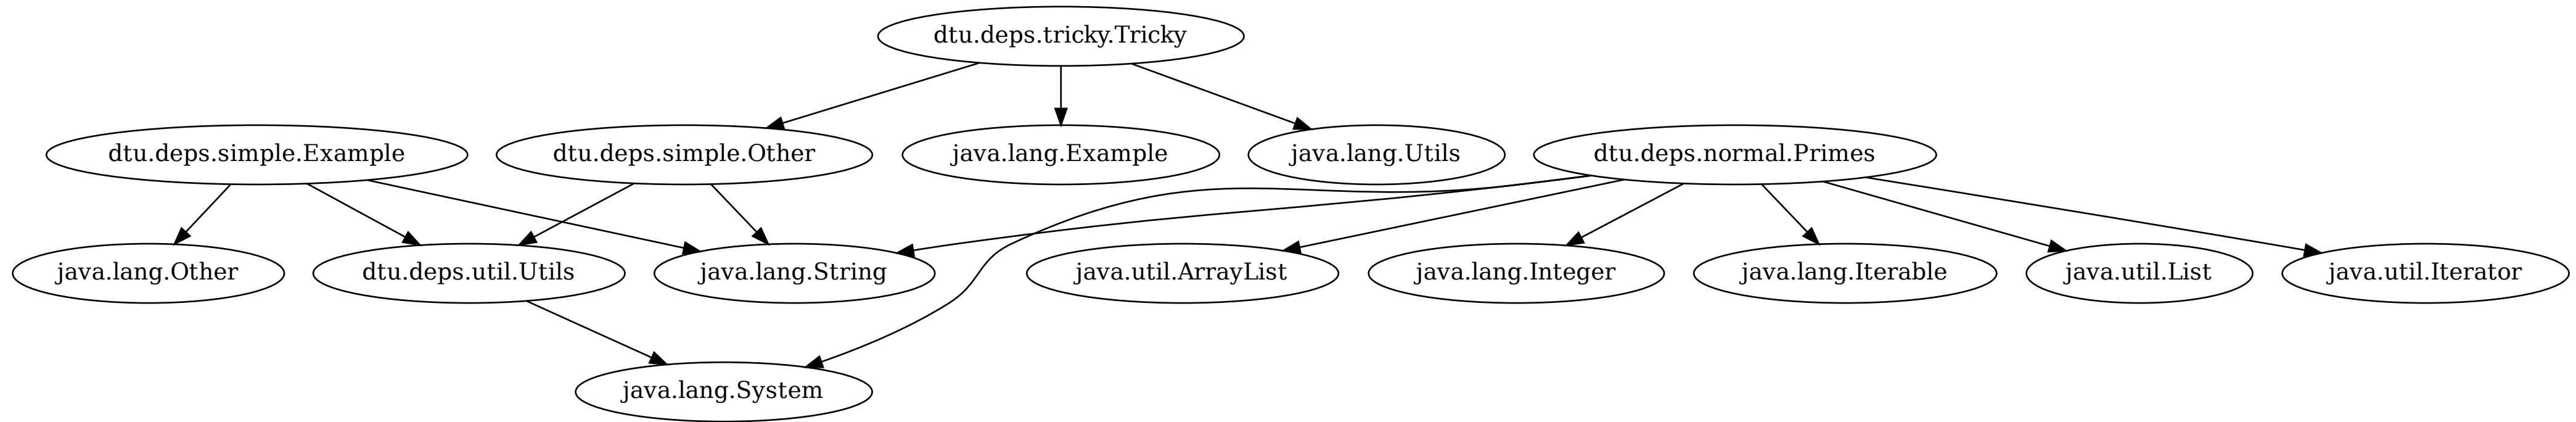 dtu.deps.tricky.Tricky
dtu.deps.simple.Example
dtu.deps.simple.Other
java.lang.Example
java.lang.Utils
dtu.deps.normal.Primes
java.lang.Other
dtu.deps.util.Utils
java.lang.String
java.util.ArrayList
java.lang.Integer
java.lang.Iterable
java.util.List
java.util.Iterator
java.lang.System